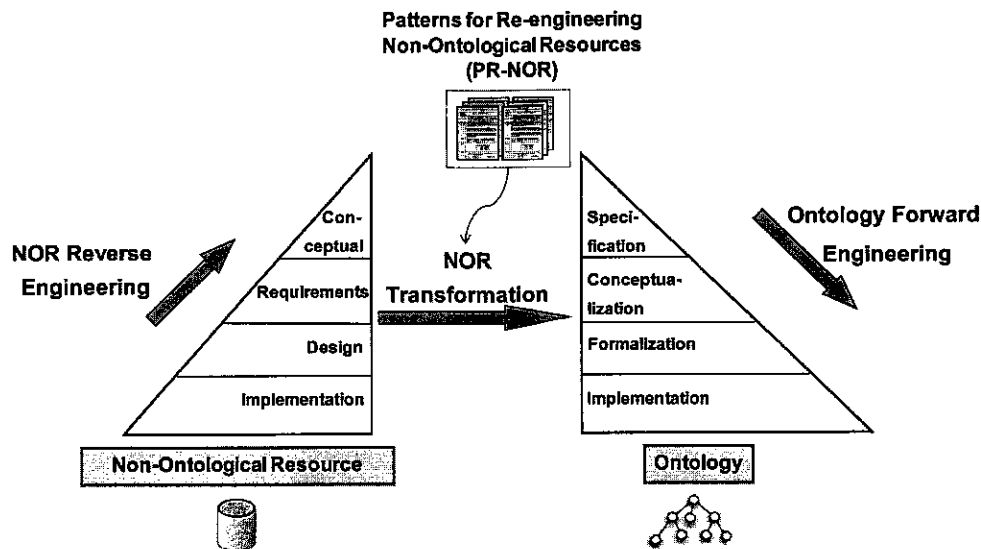 Patterns for Re-engineering
Non-Ontological Resources
(PR-NOR)
Con-
ceptual
Requirements
Design
Implementation
NOR Reverse
Engineering
NOR
Transformation
Speci-
fication
Conceptua-
lization
Formalization
Implementation
Ontology Forward
Engineering
Non-Ontological Resource
Ontology